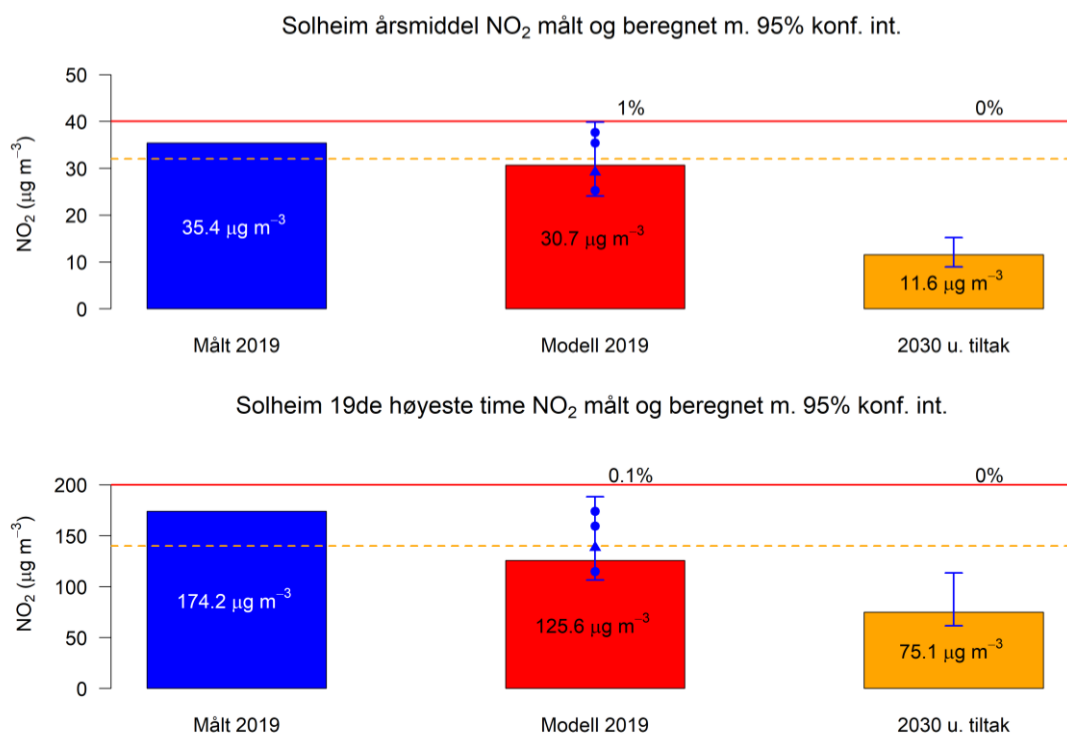 Solheim årsmiddel NO₂ målt og beregnet m. 95% konf. int.
NO₂ (µg m⁻³)
50
40
30
20
10
0
1%
0%
35.4 µg m⁻³
30.7 µg m⁻³
11.6 µg m⁻³
Målt 2019
Modell 2019
2030 u. tiltak
Solheim 19de høyeste time NO₂ målt og beregnet m. 95% konf. int.
NO₂ (µg m⁻³)
200
150
100
50
0
0.1%
0%
174.2 µg m⁻³
125.6 µg m⁻³
75.1 µg m⁻³
Målt 2019
Modell 2019
2030 u. tiltak